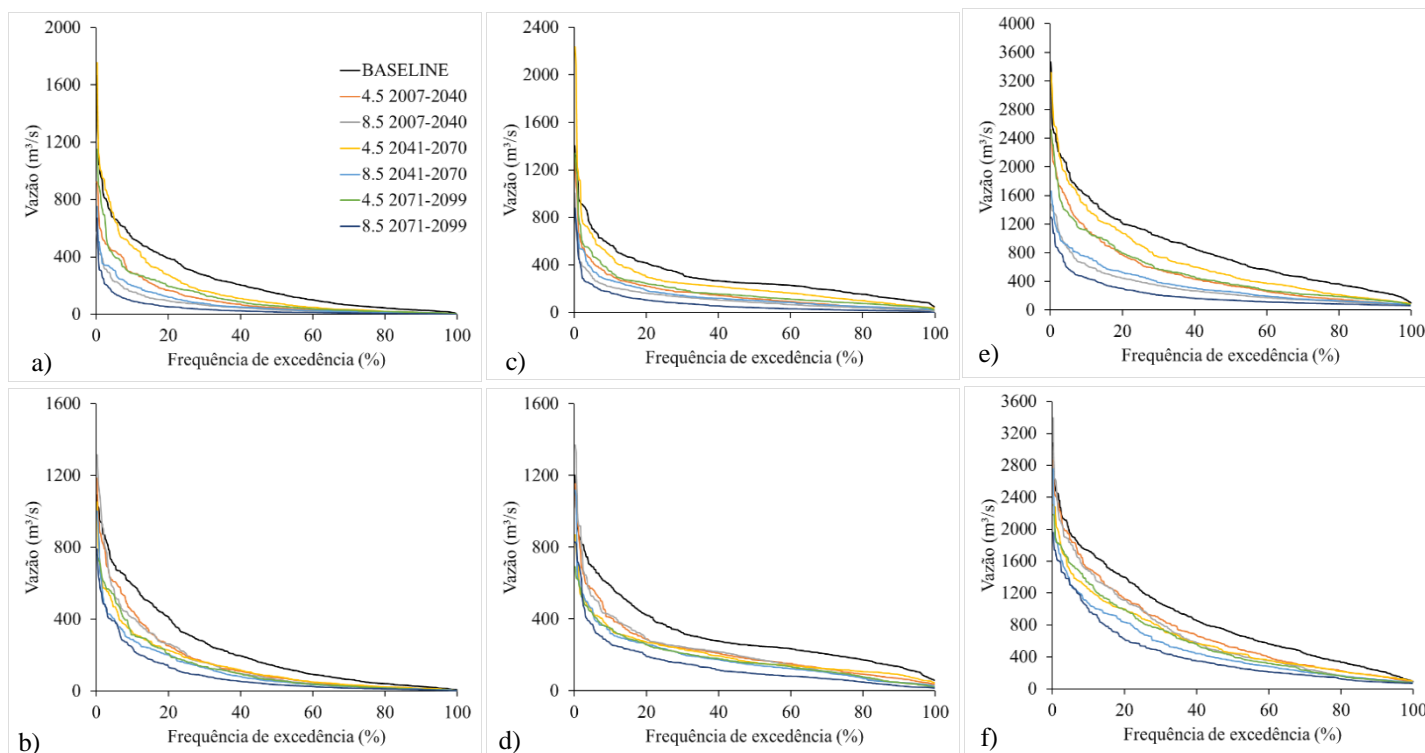 2000
1600
1200
800
400
0
Vazão (m³/s)
BASELINE
4.5 2007-2040
8.5 2007-2040
4.5 2041-2070
8.5 2041-2070
4.5 2071-2099
8.5 2071-2099
0 20 40 60 80 100
Frequência de excedência (%)
a)
2400
2000
1600
1200
800
400
0
Vazão (m³/s)
0 20 40 60 80 100
Frequência de excedência (%)
c)
4000
3600
3200
2800
2400
2000
1600
1200
800
400
0
Vazão (m³/s)
0 20 40 60 80 100
Frequência de excedência (%)
e)
1600
1200
800
400
0
Vazão (m³/s)
0 20 40 60 80 100
Frequência de excedência (%)
b)
1600
1200
800
400
0
Vazão (m³/s)
0 20 40 60 80 100
Frequência de excedência (%)
d)
3600
3200
2800
2400
2000
1600
1200
800
400
0
Vazão (m³/s)
0 20 40 60 80 100
Frequência de excedência (%)
f)